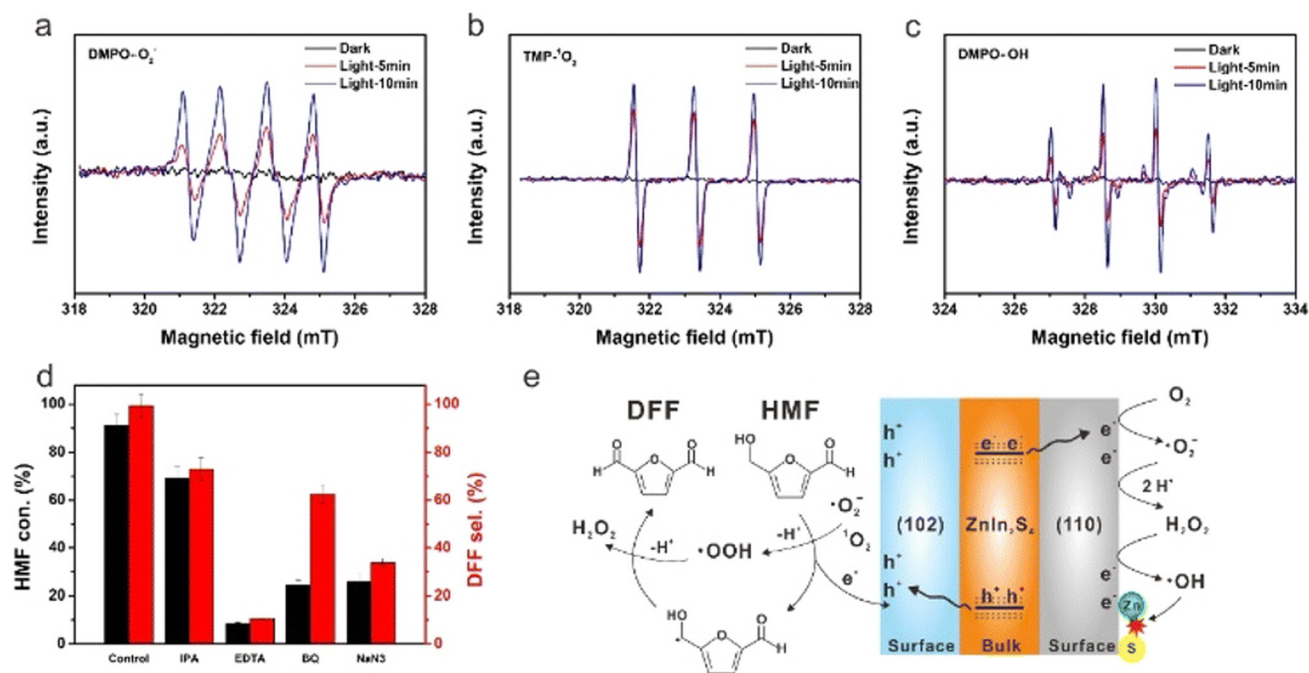 a
DMPO-·O₂⁻
Dark
Light-5min
Light-10min
Intensity (a.u.)
318 320 322 324 326 328
Magnetic field (mT)
b
TMP-¹O₂
Dark
Light-5min
Light-10min
Intensity (a.u.)
318 320 322 324 326 328
Magnetic field (mT)
c
DMPO-OH
Dark
Light-5min
Light-10min
Intensity (a.u.)
324 326 328 330 332 334
Magnetic field (mT)
d
HMF con. (%)
100
80
60
40
20
0
Control IPA EDTA BQ NaN3
100
80
60
40
20
0
DFF sel. (%)
e
DFF HMF
O O
H H
HO O
H
·O₂⁻
¹O₂
-H⁺
e⁻
H₂O₂
-H⁺
·OOH
HO O
H
h⁺
h⁺
(102)
h⁺
h⁺
Surface
e⁻ e⁻
ZnIn₂S₄
h⁺ h⁺
Bulk
e⁻
e⁻
(110)
e⁻
e⁻
Surface
O₂
·O₂⁻
2 H⁺
H₂O₂
·OH
Zn
S